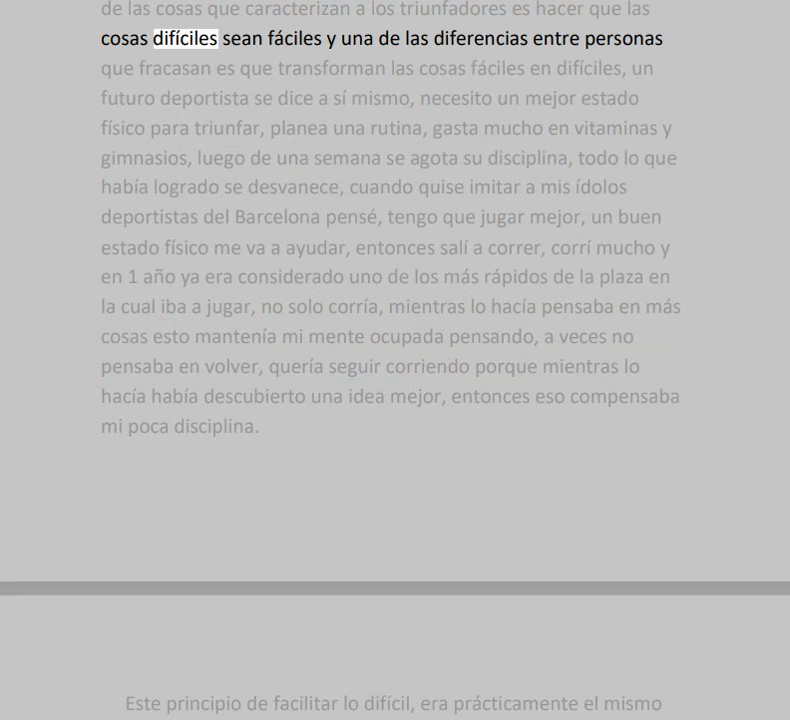 de las cosas que caracterizan a los triunfadores es hacer que las
cosas difíciles sean fáciles y una de las diferencias entre personas
que fracasan es que transforman las cosas fáciles en difíciles, un
futuro deportista se dice a sí mismo, necesito un mejor estado
físico para triunfar, planea una rutina, gasta mucho en vitaminas y
gimnasios, luego de una semana se agota su disciplina, todo lo que
había logrado se desvanece, cuando quise imitar a mis ídolos
deportistas del Barcelona pensé, tengo que jugar mejor, un buen
estado físico me va a ayudar, entonces salí a correr, corrí mucho y
en 1 año ya era considerado uno de los más rápidos de la plaza en
la cual iba a jugar, no solo corría, mientras lo hacía pensaba en más
cosas esto mantenía mi mente ocupada pensando, a veces no
pensaba en volver, quería seguir corriendo porque mientras lo
hacía había descubierto una idea mejor, entonces eso compensaba
mi poca disciplina.
Este principio de facilitar lo difícil, era prácticamente el mismo